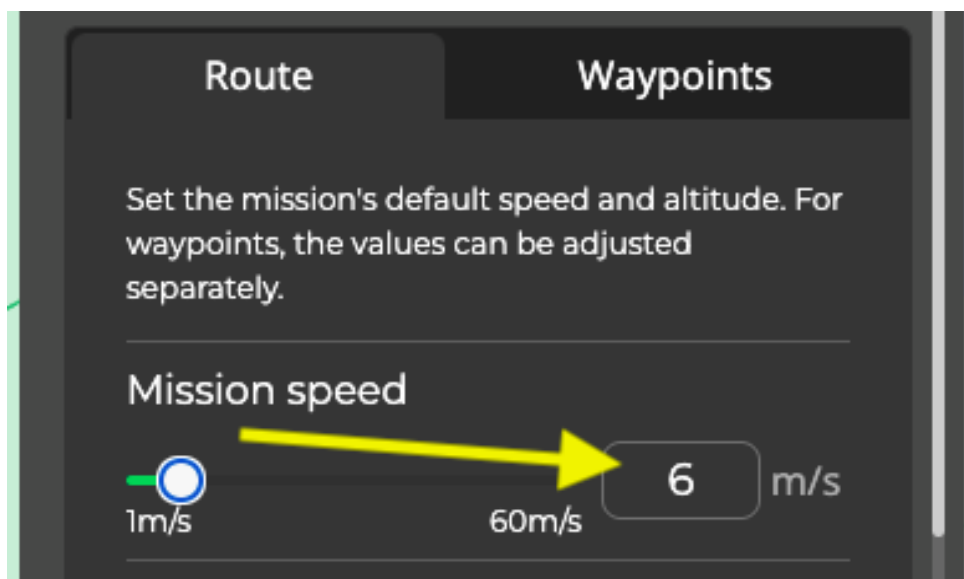 Route
Waypoints
Set the mission's default speed and altitude. For
waypoints, the values can be adjusted
separately.
Mission speed
6 m/s
1m/s
60m/s